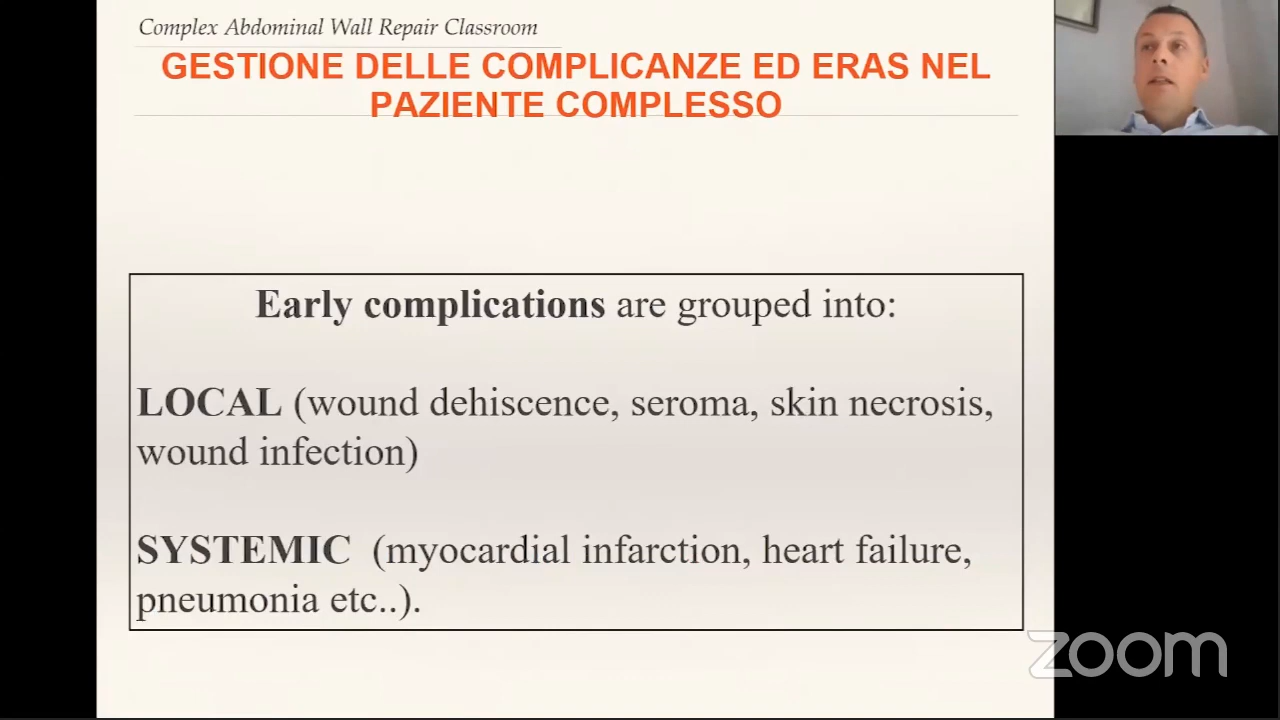 Complex Abdominal Wall Repair Classroom
GESTIONE DELLE COMPLICANZE ED ERAS NEL
PAZIENTE COMPLESSO
Early complications are grouped into:
LOCAL (wound dehiscence, seroma, skin necrosis,
wound infection)
SYSTEMIC (myocardial infarction, heart failure,
pneumonia etc..).
zoom